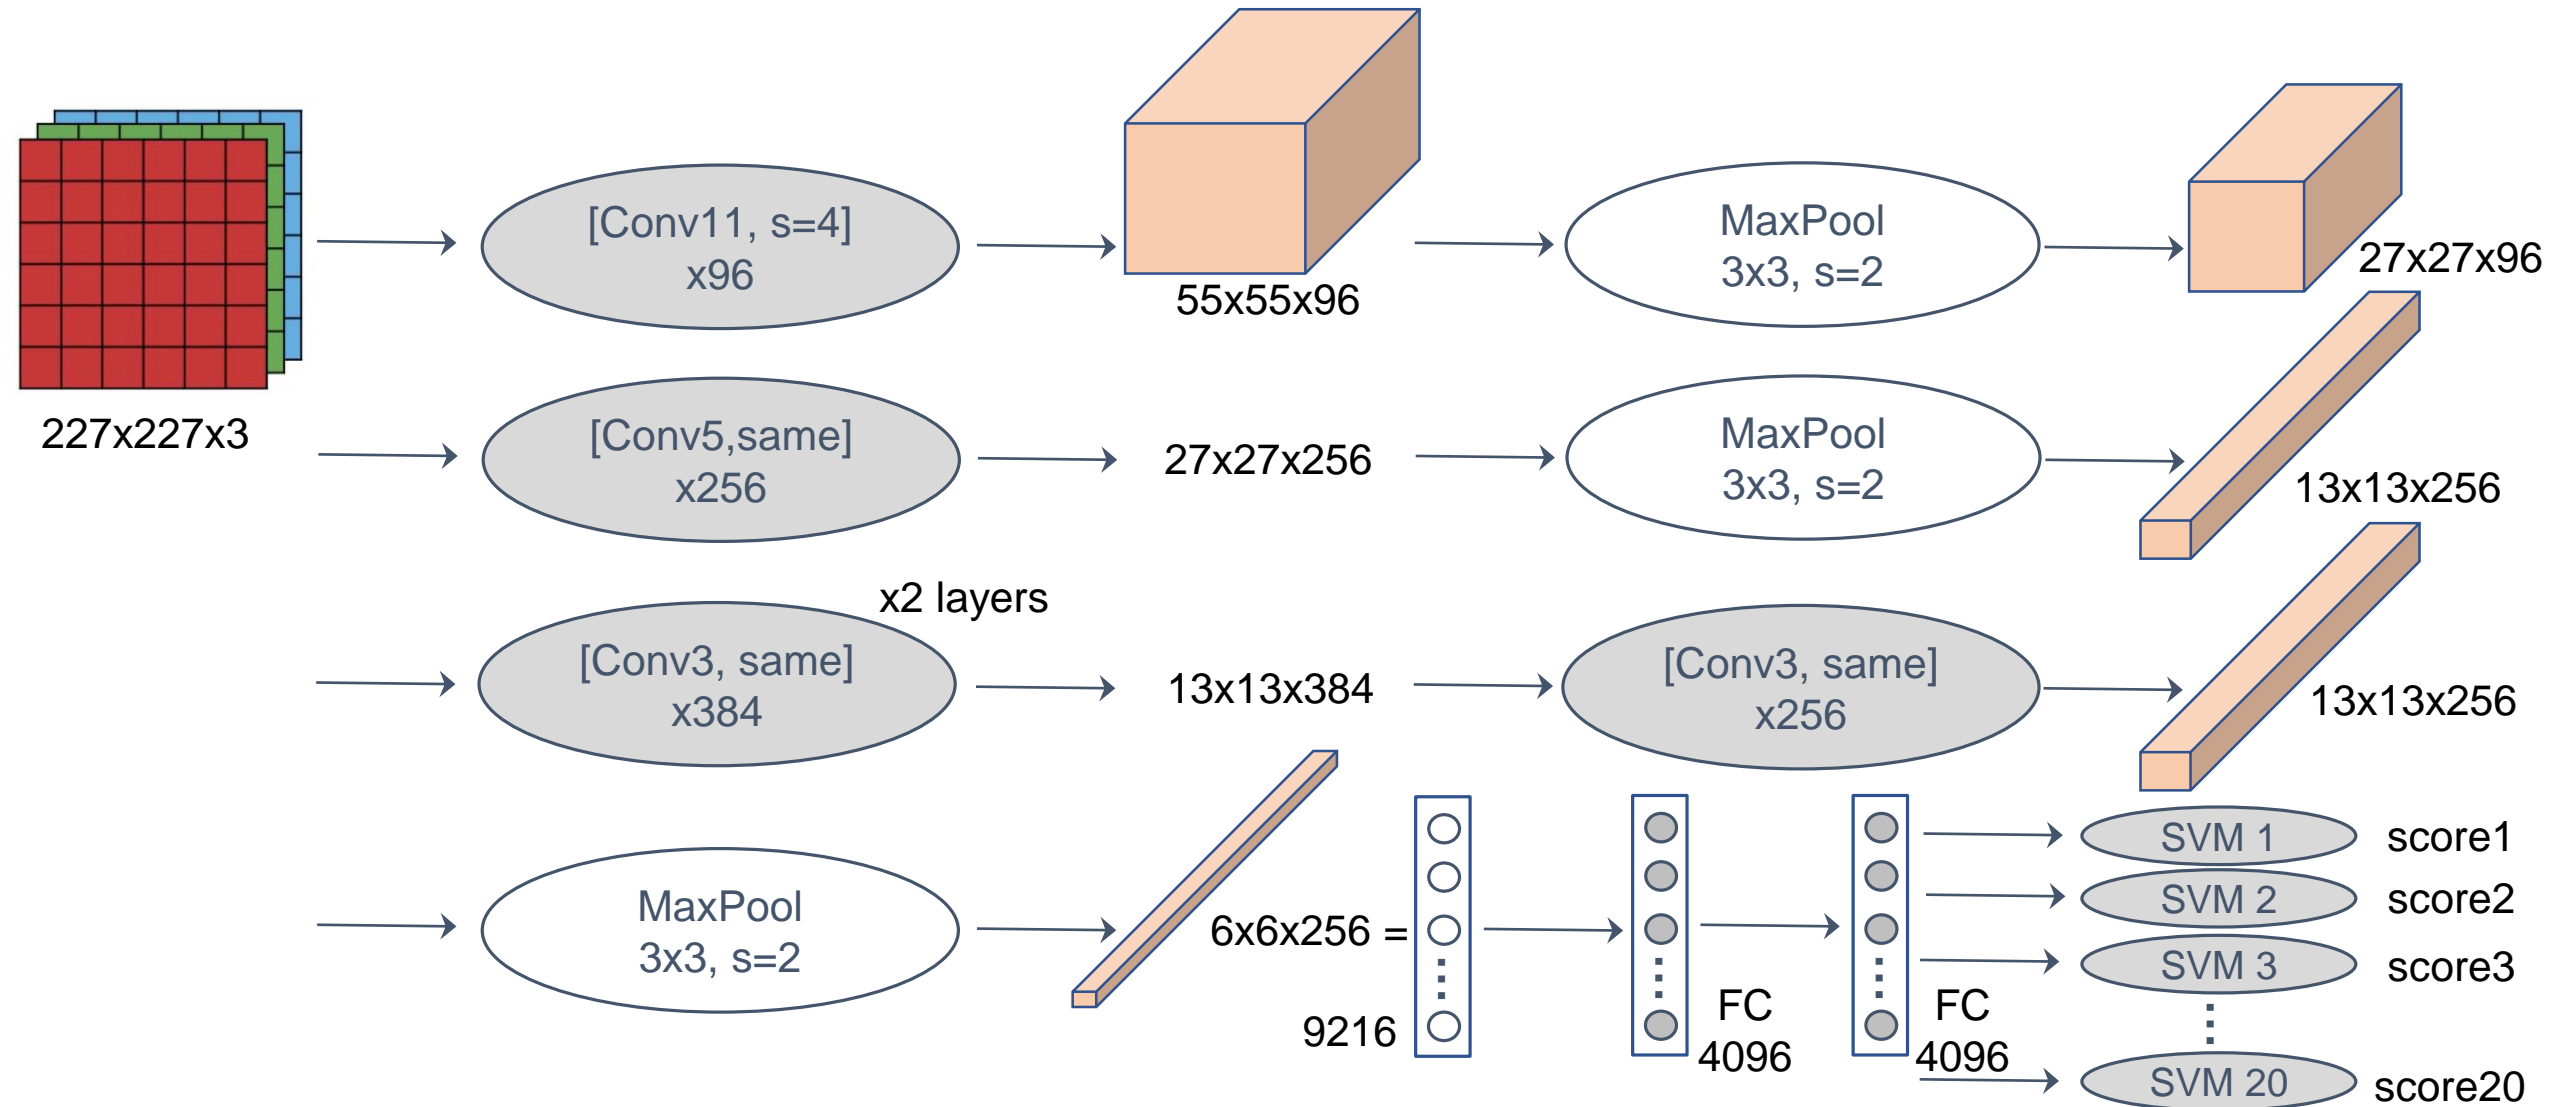 [Conv11, s=4]
x96
55x55x96
MaxPool
3x3, s=2
27x27x96
227x227x3
[Conv5,same]
x256
27x27x256
MaxPool
3x3, s=2
13x13x256
x2 layers
[Conv3, same]
x384
13x13x384
[Conv3, same]
x256
13x13x256
MaxPool
3x3, s=2
6x6x256 =
9216
FC
4096
FC
4096
SVM 1
score1
SVM 2
score2
SVM 3
score3
SVM 20
score20